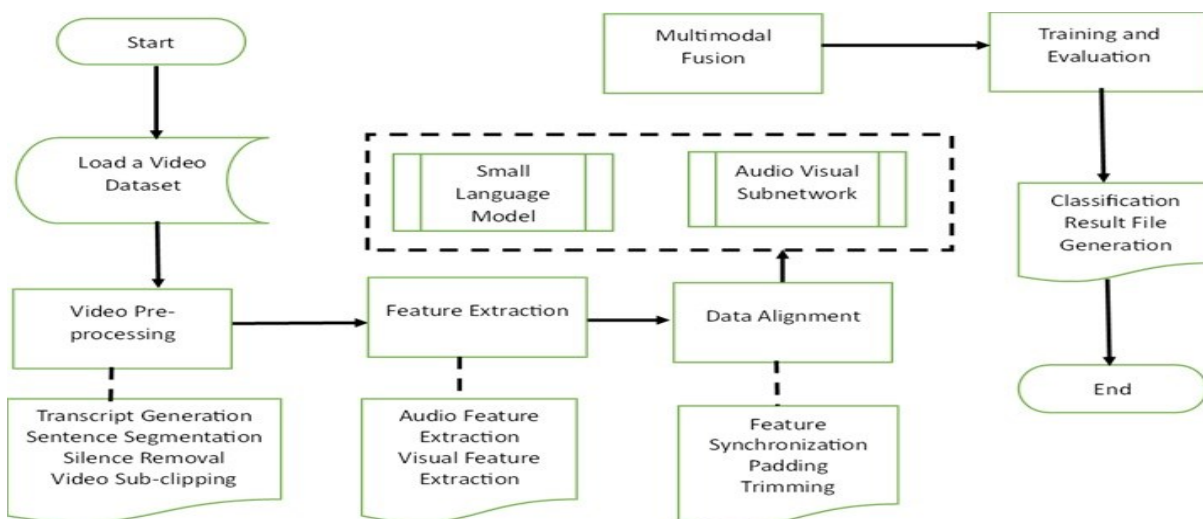 Start
Load a Video
Dataset
Video Pre-
processing
Transcript Generation
Sentence Segmentation
Silence Removal
Video Sub-clipping
Feature Extraction
Audio Feature
Extraction
Visual Feature
Extraction
Data Alignment
Feature
Synchronization
Padding
Trimming
Small
Language
Model
Audio Visual
Subnetwork
Multimodal
Fusion
Training and
Evaluation
Classification
Result File
Generation
End